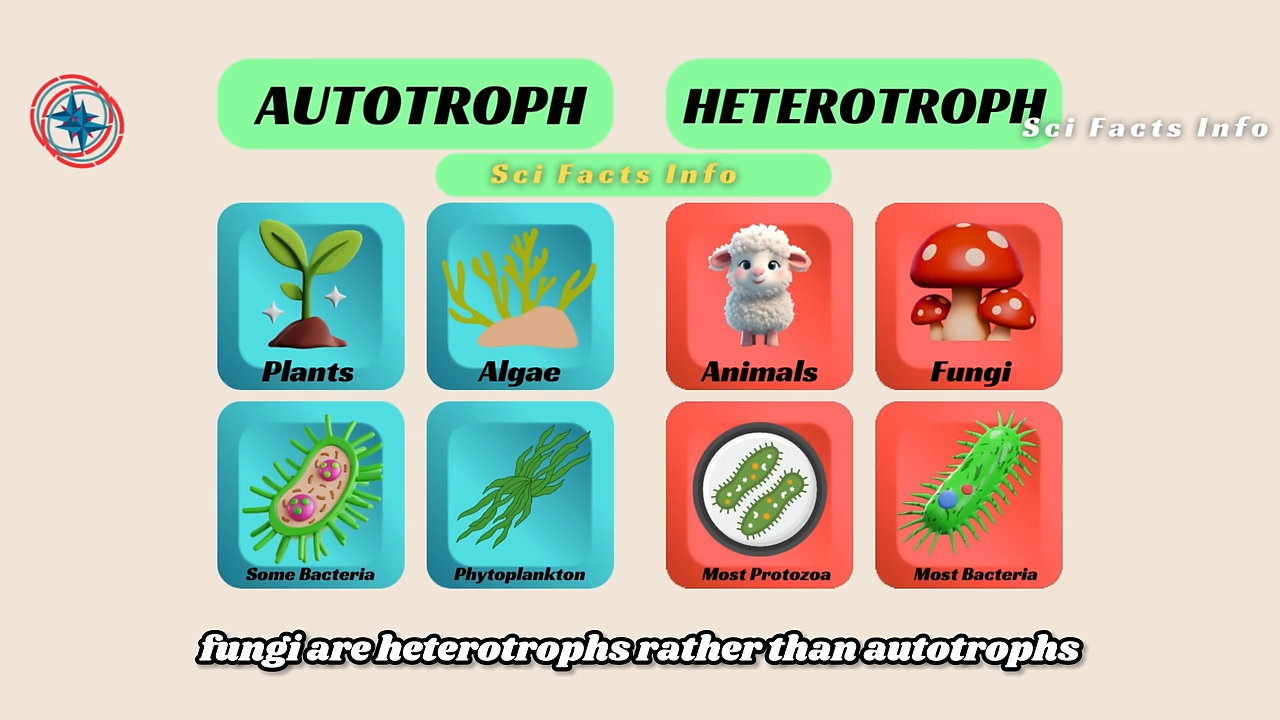 AUTOTROPH
HETEROTROPH
Sci Facts Info
Sci Facts Info
Plants
Algae
Animals
Fungi
Some Bacteria
Phytoplankton
Most Protozoa
Most Bacteria
fungi are heterotrophs rather than autotrophs